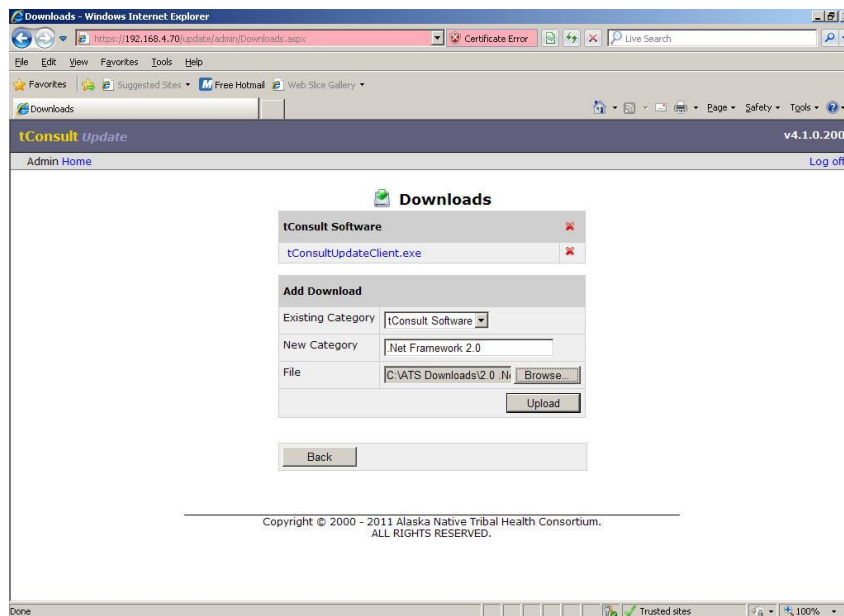 Downloads - Windows Internet Explorer
https://192.168.4.70/update/admin/Downloads.aspx
Certificate Error
Live Search
File Edit View Favorites Tools Help
Favorites Suggested Sites Free Hotmail Web Slice Gallery
Downloads
Page Safety Tools
tConsult Update v4.1.0.200
Admin Home Log off
Downloads
tConsult Software
tConsultUpdateClient.exe
Add Download
Existing Category tConsult Software
New Category .Net Framework 2.0
File C:\ATS Downloads\2.0 .Ne Browse...
Upload
Back
Copyright © 2000 - 2011 Alaska Native Tribal Health Consortium.
ALL RIGHTS RESERVED.
Done Trusted sites 100%